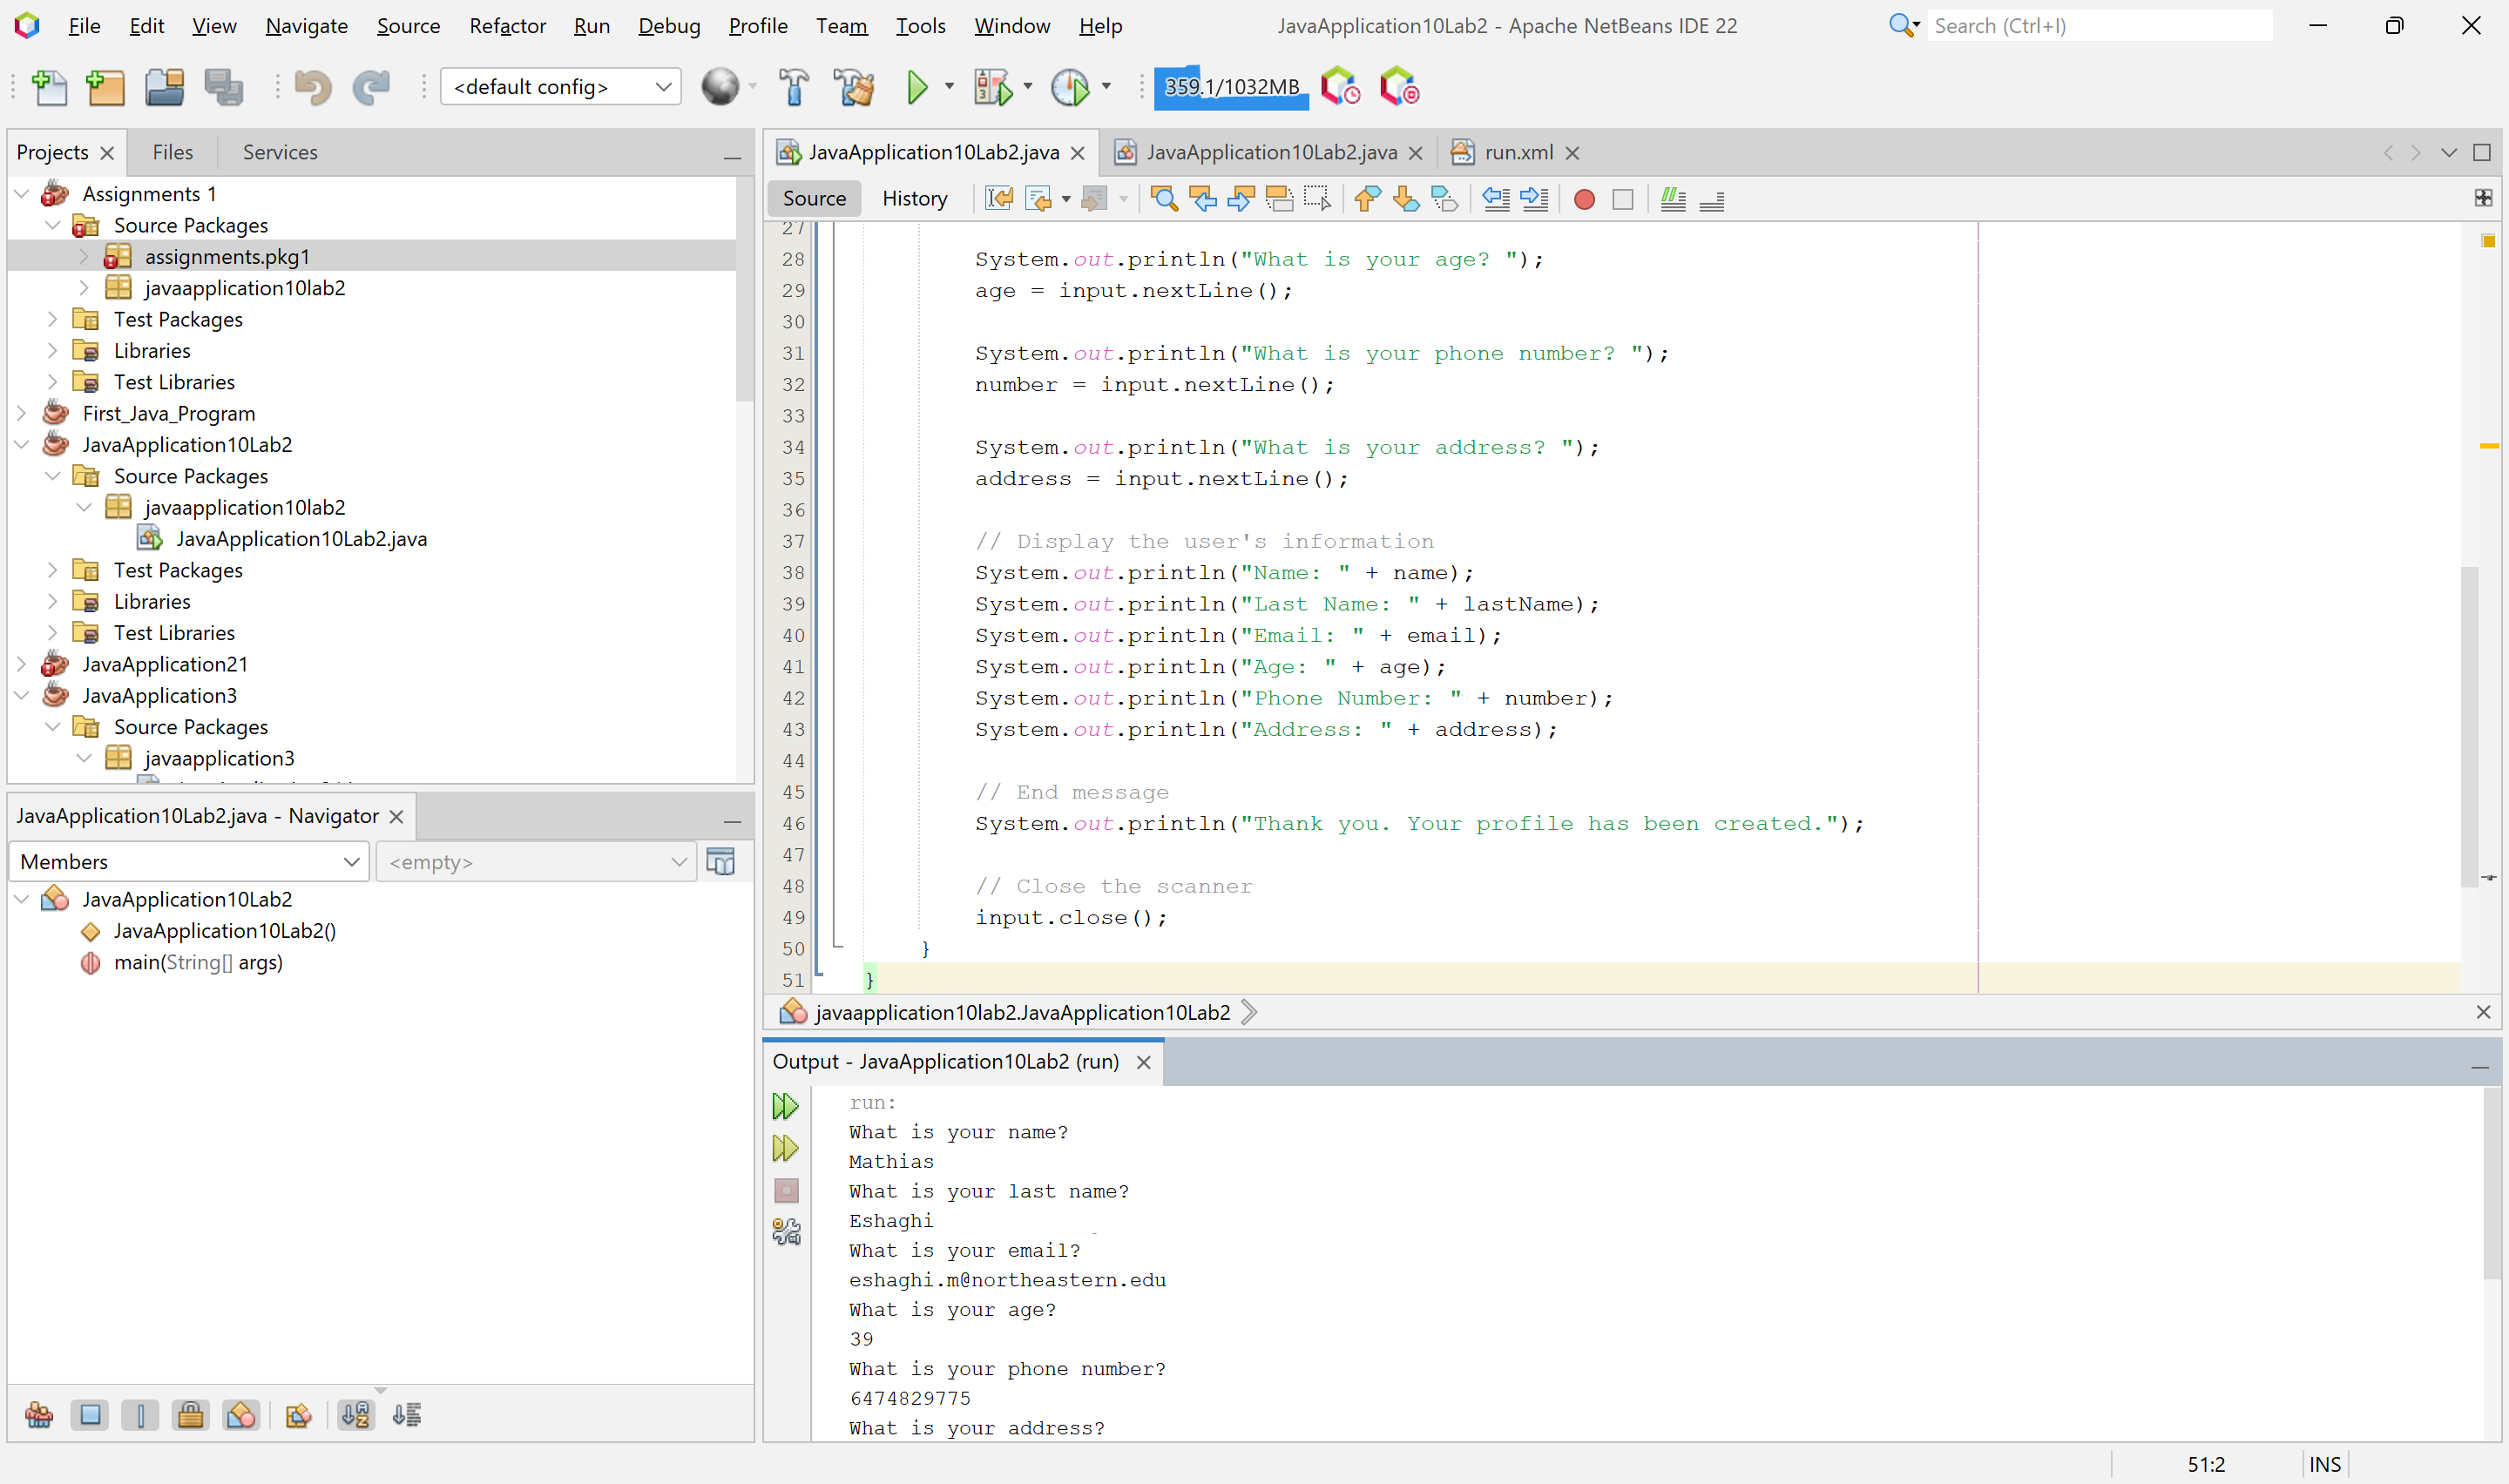 File Edit View Navigate Source Refactor Run Debug Profile Team Tools Window Help
JavaApplication10Lab2 - Apache NetBeans IDE 22
Search (Ctrl+I)
<default config>
359.1/1032MB
Projects Files Services
Assignments 1
Source Packages
assignments.pkg1
javaapplication10lab2
Test Packages
Libraries
Test Libraries
First_Java_Program
JavaApplication10Lab2
Source Packages
javaapplication10lab2
JavaApplication10Lab2.java
Test Packages
Libraries
Test Libraries
JavaApplication21
JavaApplication3
Source Packages
javaapplication3
JavaApplication10Lab2.java - Navigator
Members <empty>
JavaApplication10Lab2
JavaApplication10Lab2()
main(String[] args)
JavaApplication10Lab2.java JavaApplication10Lab2.java run.xml
Source History
27
28 System.out.println("What is your age? ");
29 age = input.nextLine();
30
31 System.out.println("What is your phone number? ");
32 number = input.nextLine();
33
34 System.out.println("What is your address? ");
35 address = input.nextLine();
36
37 // Display the user's information
38 System.out.println("Name: " + name);
39 System.out.println("Last Name: " + lastName);
40 System.out.println("Email: " + email);
41 System.out.println("Age: " + age);
42 System.out.println("Phone Number: " + number);
43 System.out.println("Address: " + address);
44
45 // End message
46 System.out.println("Thank you. Your profile has been created.");
47
48 // Close the scanner
49 input.close();
50 }
51 }
javaapplication10lab2.JavaApplication10Lab2
Output - JavaApplication10Lab2 (run)
run:
What is your name?
Mathias
What is your last name?
Eshaghi
What is your email?
eshaghi.m@northeastern.edu
What is your age?
39
What is your phone number?
6474829775
What is your address?
51:2 INS